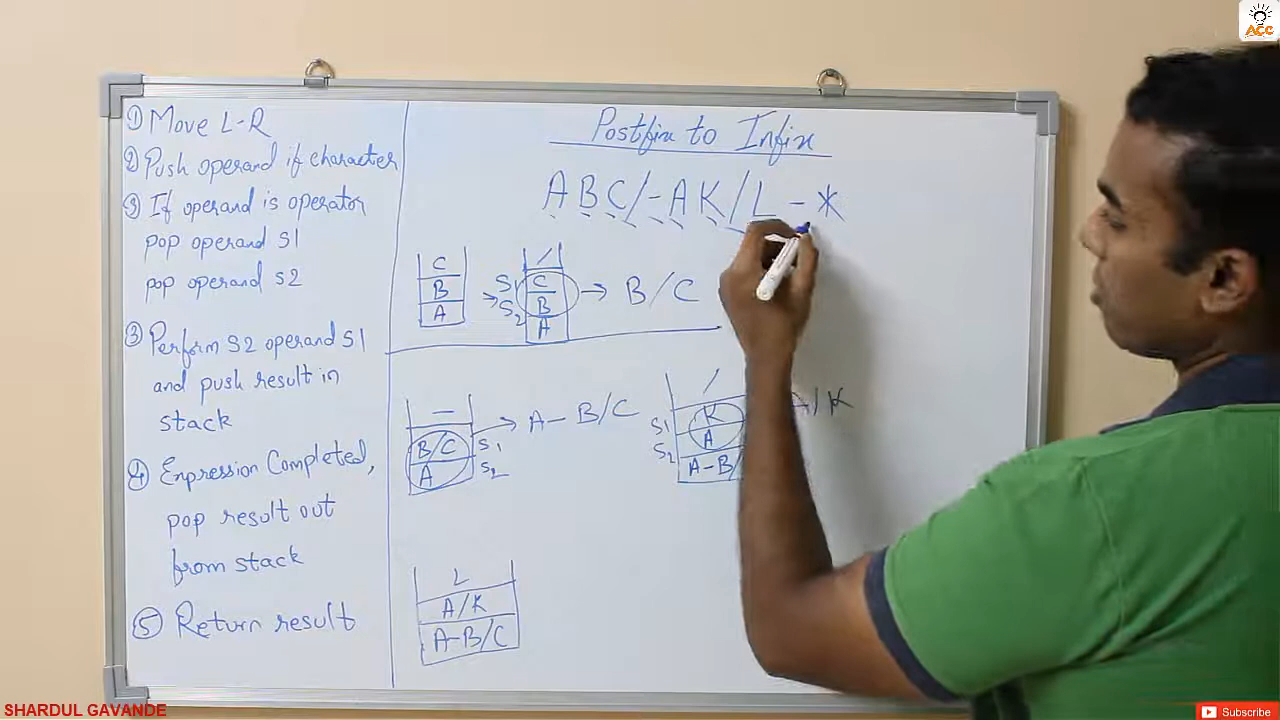 ACC
① Move L-R
② Push operand if character
③ If operand is operator
pop operand S1
pop operand S2
③ Perform S2 operand S1
and push result in
stack
④ Expression Completed,
pop result out
from stack
⑤ Return result
Postfix to Infix
ABC/-AK/L-*
C
B
A
/
S1 C
S2 B
A
→ B/C
-
B/C S1
A S2
→ A-B/C
/
S1 K
S2 A
A-B/
A/K
L
A/K
A-B/C
SHARDUL GAVANDE
Subscribe